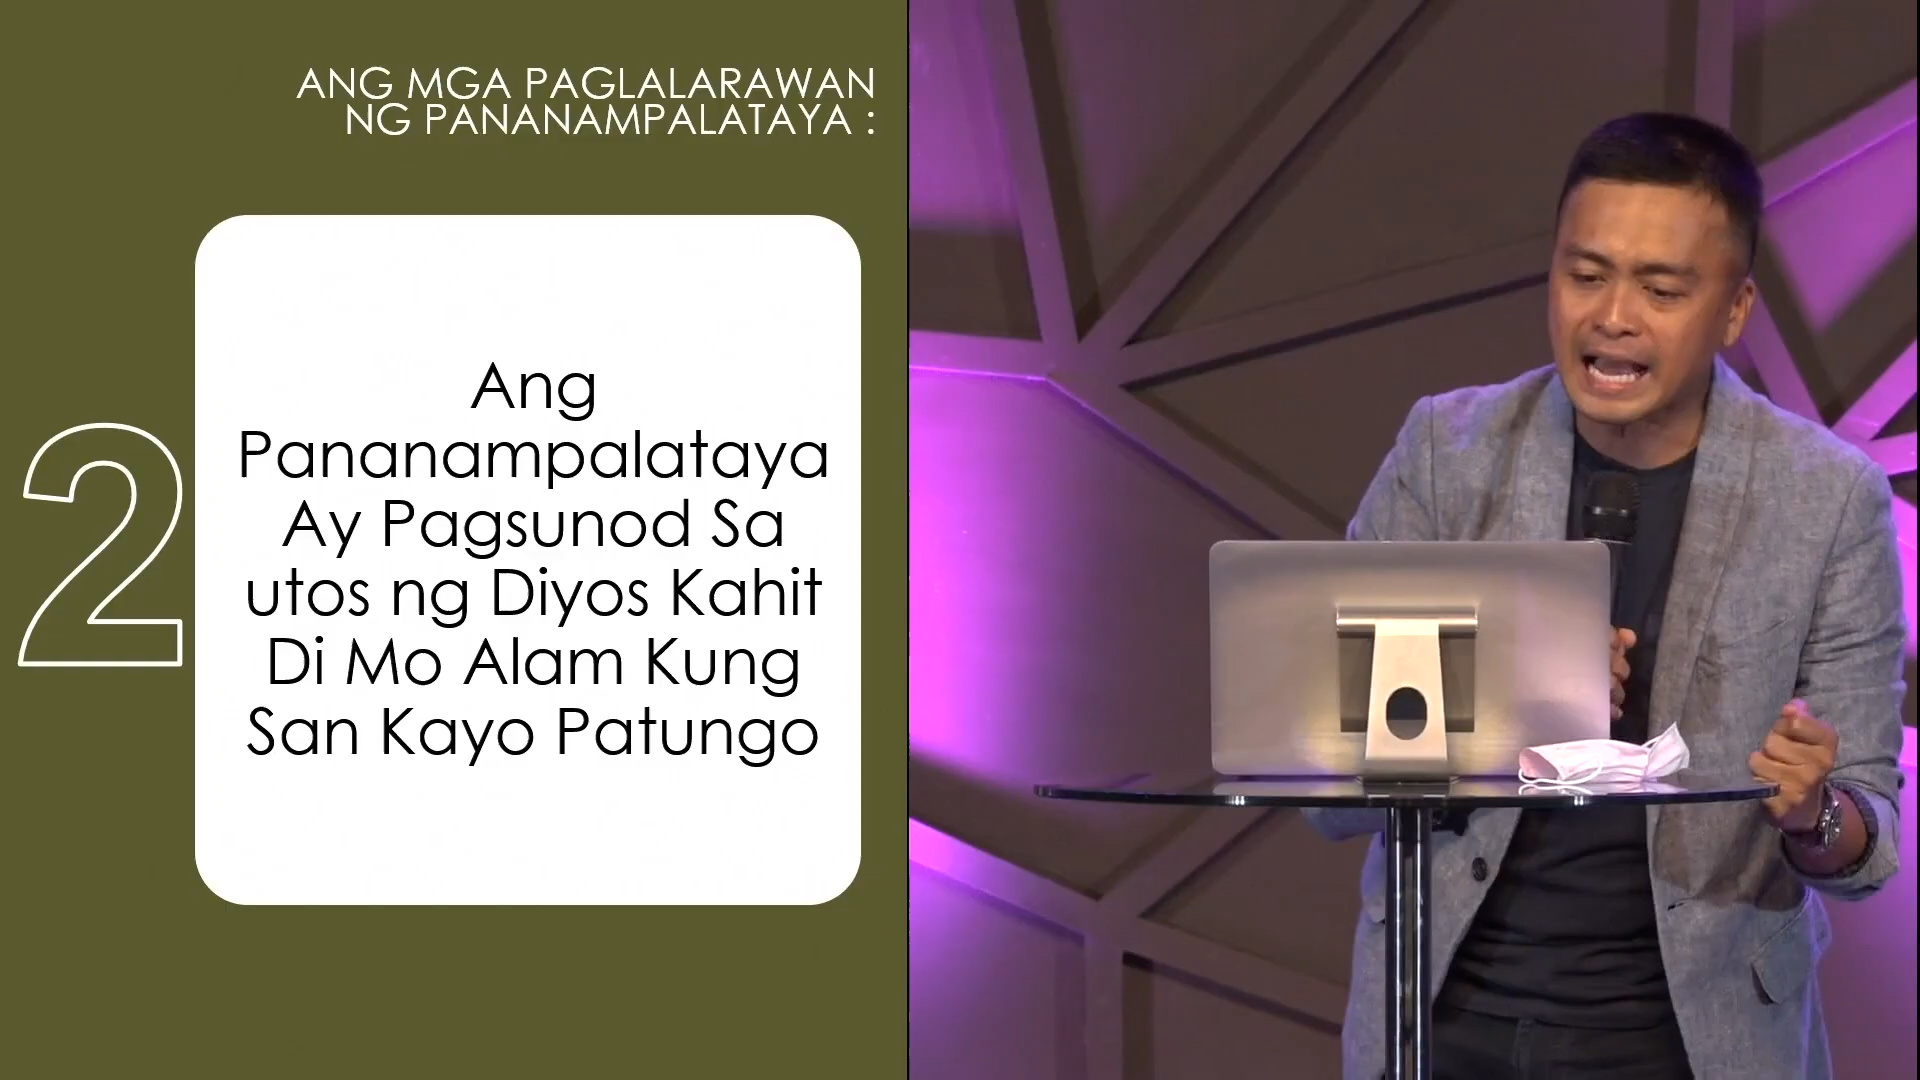 ANG MGA PAGLALARAWAN
NG PANANAMPALATAYA :
2
Ang
Pananampalataya
Ay Pagsunod Sa
utos ng Diyos Kahit
Di Mo Alam Kung
San Kayo Patungo